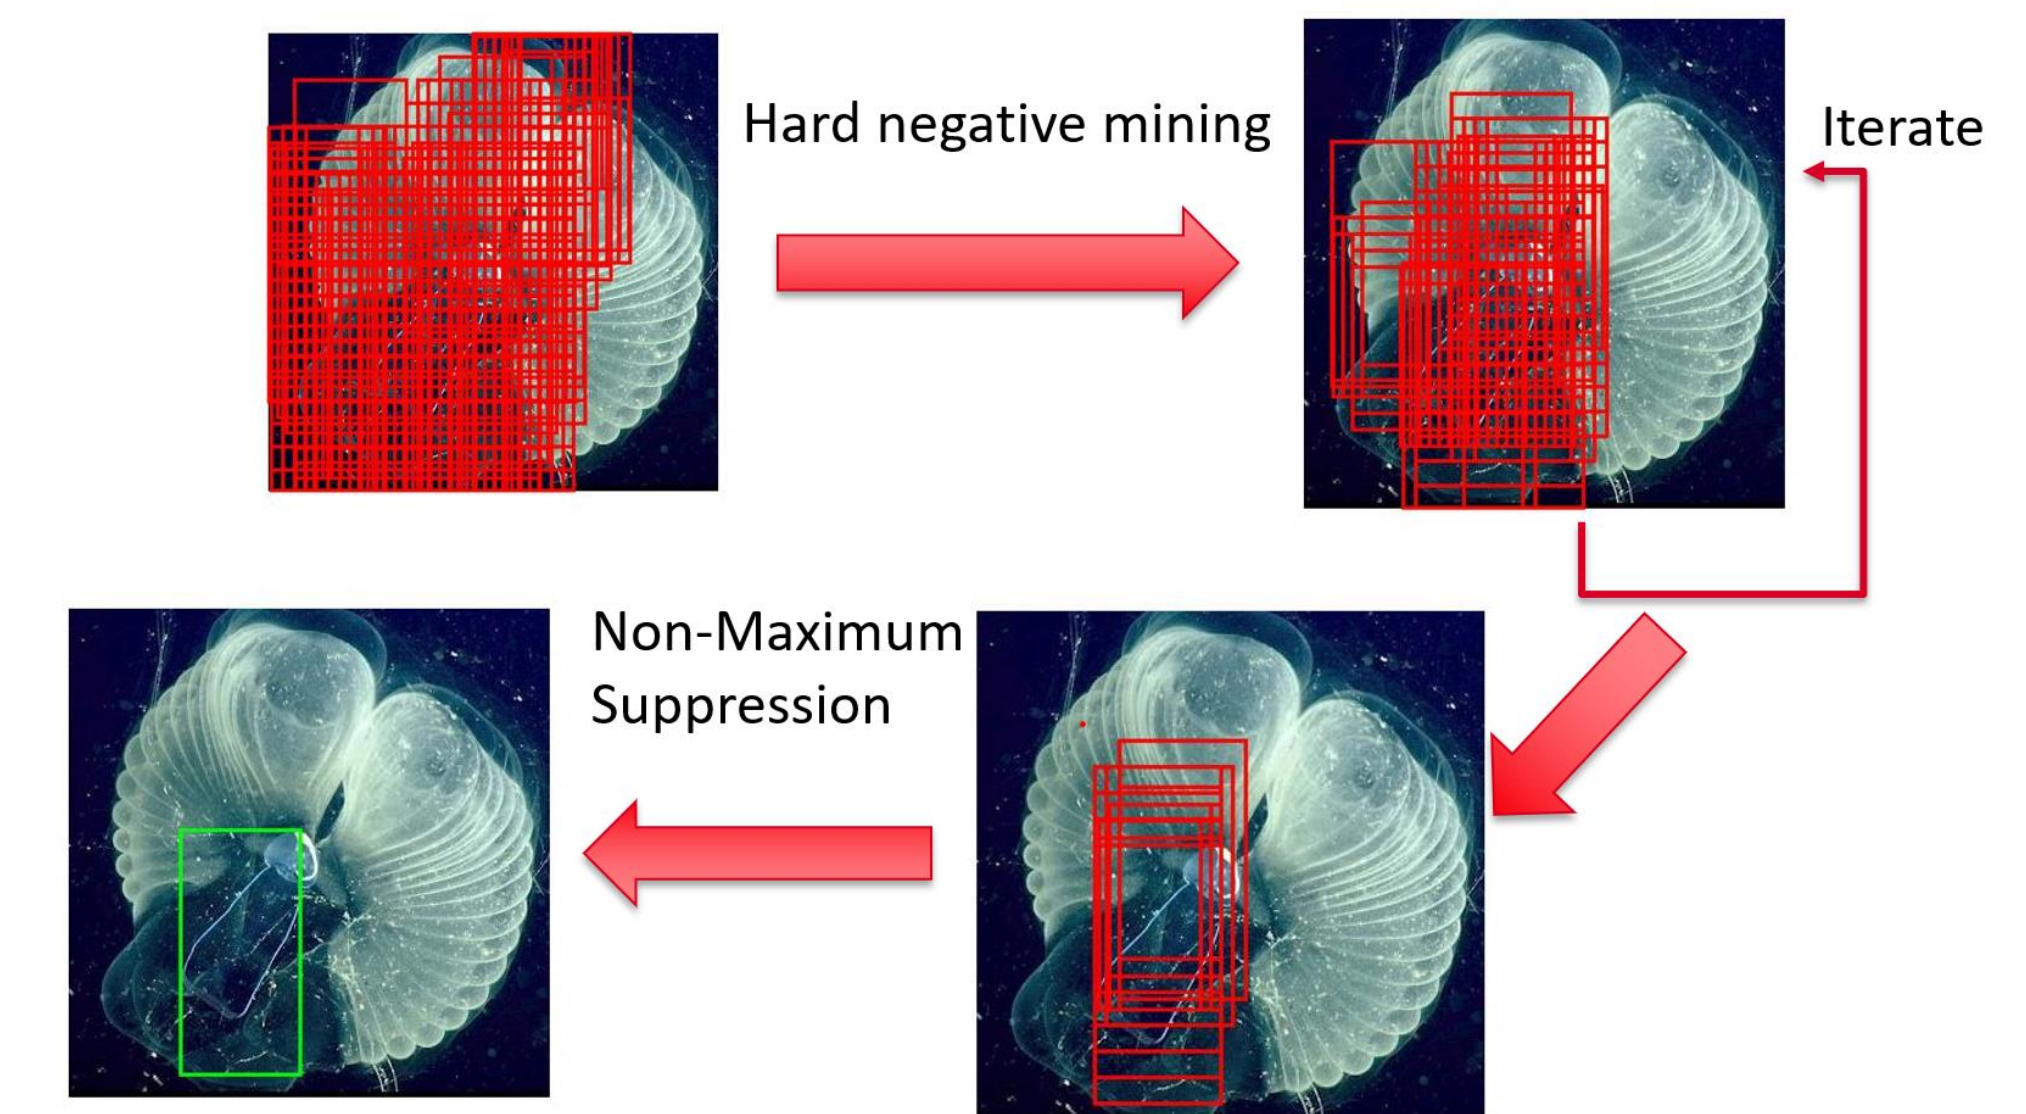 Hard negative mining
Iterate
Non-Maximum
Suppression